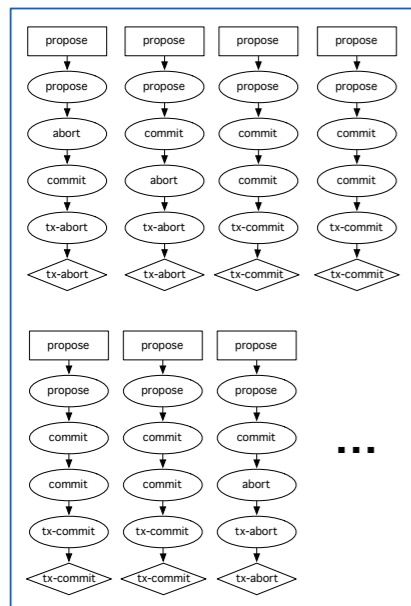 propose propose propose propose
propose propose propose propose
abort commit commit commit
commit abort commit commit
tx-abort tx-abort tx-commit tx-commit
tx-abort tx-abort tx-commit tx-commit
propose propose propose
propose propose propose
commit commit commit
commit commit abort
tx-commit tx-commit tx-abort
tx-commit tx-commit tx-abort
...